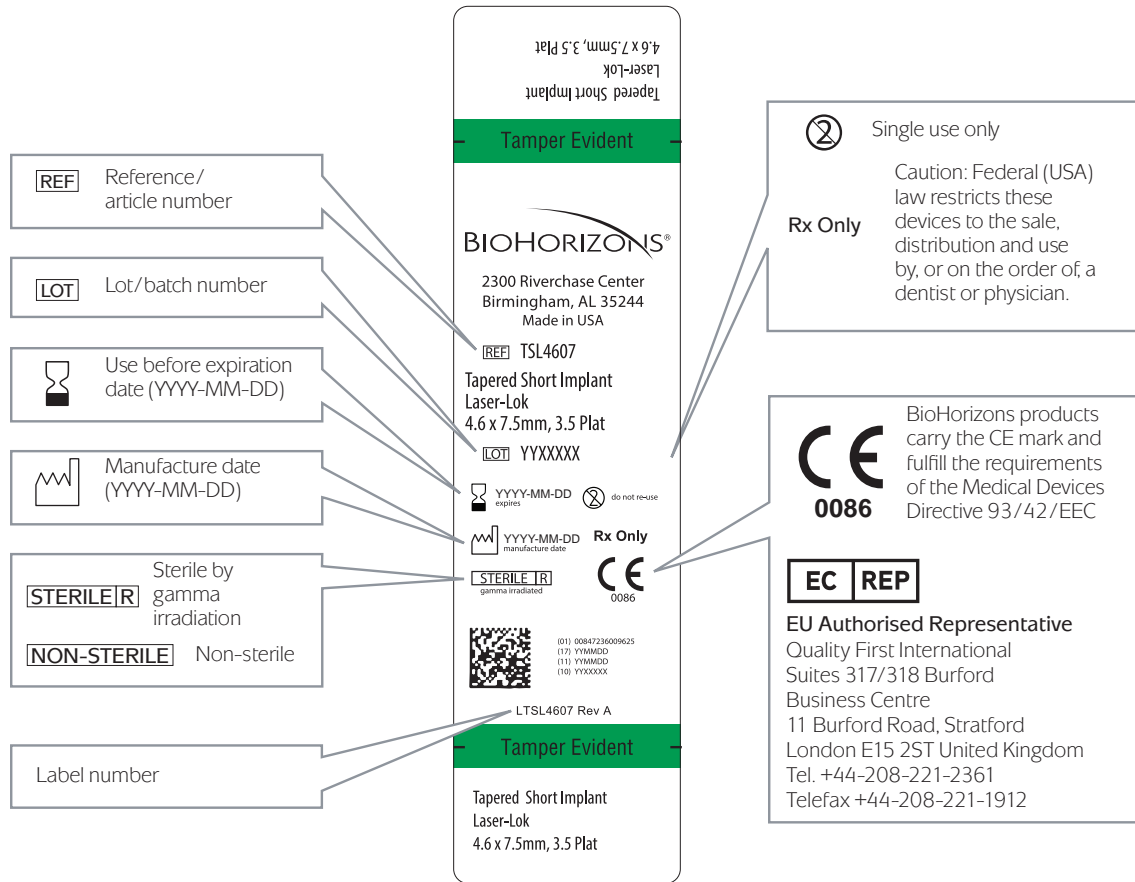 4.6 x 7.5mm, 3.5 Plat
Laser-Lok
Tapered Short Implant
Tamper Evident
REF Reference/
article number
LOT Lot/batch number
Use before expiration
date (YYYY-MM-DD)
Manufacture date
(YYYY-MM-DD)
STERILE R Sterile by
gamma
irradiation
NON-STERILE Non-sterile
Label number
BIOHORIZONS®
2300 Riverchase Center
Birmingham, AL 35244
Made in USA
REF TSL4607
Tapered Short Implant
Laser-Lok
4.6 x 7.5mm, 3.5 Plat
LOT YYXXXXX
YYYY-MM-DD
expires
2 do not re-use
YYYY-MM-DD
manufacture date
Rx Only
STERILE R
gamma irradiated
CE
0086
(01) 00847236009625
(17) YYMMDD
(11) YYMMDD
(10) YYXXXXX
LTSL4607 Rev A
Tamper Evident
Tapered Short Implant
Laser-Lok
4.6 x 7.5mm, 3.5 Plat
2 Single use only
Rx Only
Caution: Federal (USA)
law restricts these
devices to the sale,
distribution and use
by, or on the order of, a
dentist or physician.
CE
0086
BioHorizons products
carry the CE mark and
fulfill the requirements
of the Medical Devices
Directive 93/42/EEC
EC REP
EU Authorised Representative
Quality First International
Suites 317/318 Burford
Business Centre
11 Burford Road, Stratford
London E15 2ST United Kingdom
Tel. +44-208-221-2361
Telefax +44-208-221-1912